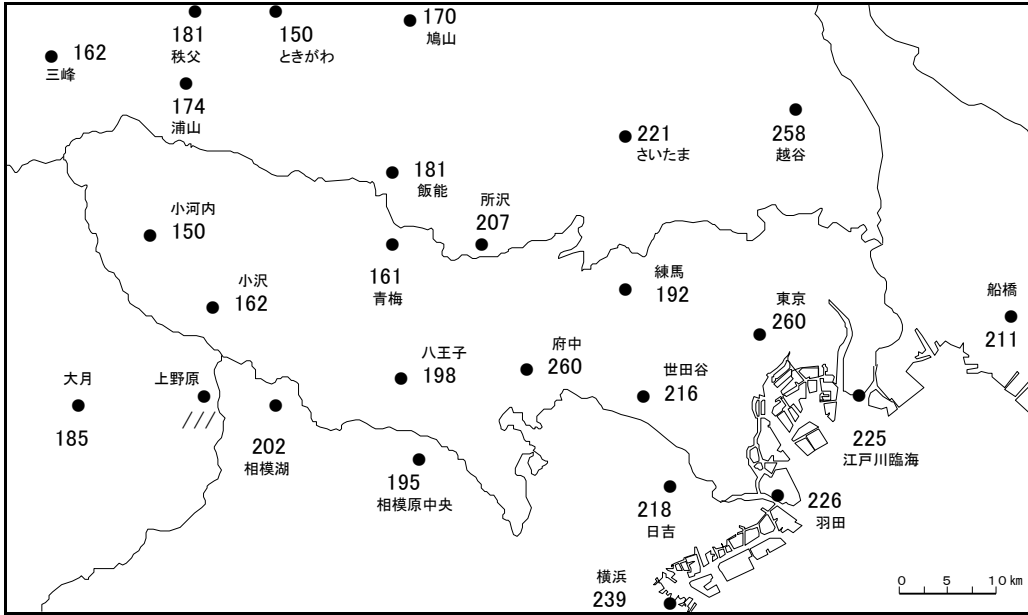 170
鳩山
150
ときがわ
181
秩父
162
三峰
174
浦山
221
さいたま
258
越谷
181
飯能
所沢
207
小河内
150
161
青梅
小沢
162
練馬
192
東京
260
船橋
211
八王子
198
府中
260
世田谷
216
大月
185
上野原
///
202
相模湖
195
相模原中央
225
江戸川臨海
218
日吉
226
羽田
横浜
239
0 5 10km